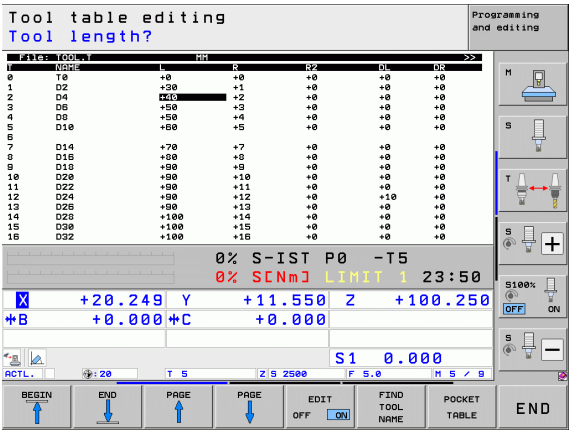 Tool table editing
Tool length?
Programming
and editing
File: TOOL.T MM >>
T NAME L R R2 DL DR
0 T0 +0 +0 +0 +0 +0
1 D2 +30 +1 +0 +0 +0
2 D4 +40 +2 +0 +0 +0
3 D6 +50 +3 +0 +0 +0
4 D8 +50 +4 +0 +0 +0
5 D10 +60 +5 +0 +0 +0
6
7 D14 +70 +7 +0 +0 +0
8 D16 +80 +8 +0 +0 +0
9 D18 +90 +9 +0 +0 +0
10 D20 +90 +10 +0 +0 +0
11 D22 +90 +11 +0 +0 +0
12 D24 +90 +12 +0 +10 +0
13 D26 +90 +13 +0 +0 +0
14 D28 +100 +14 +0 +0 +0
15 D30 +100 +15 +0 +0 +0
16 D32 +100 +16 +0 +0 +0
0% S-IST P0 -T5
0% S[Nm] LIMIT 1 23:50
X +20.249 Y +11.550 Z +100.250
B +0.000 C +0.000
S1 0.000
ACTL. : 20 T 5 Z S 2500 F 5.0 M 5 / 9
M
S
T
S
+
S100%
OFF ON
S
−
BEGIN
END
PAGE
PAGE
EDIT
OFF ON
FIND
TOOL
NAME
POCKET
TABLE
END